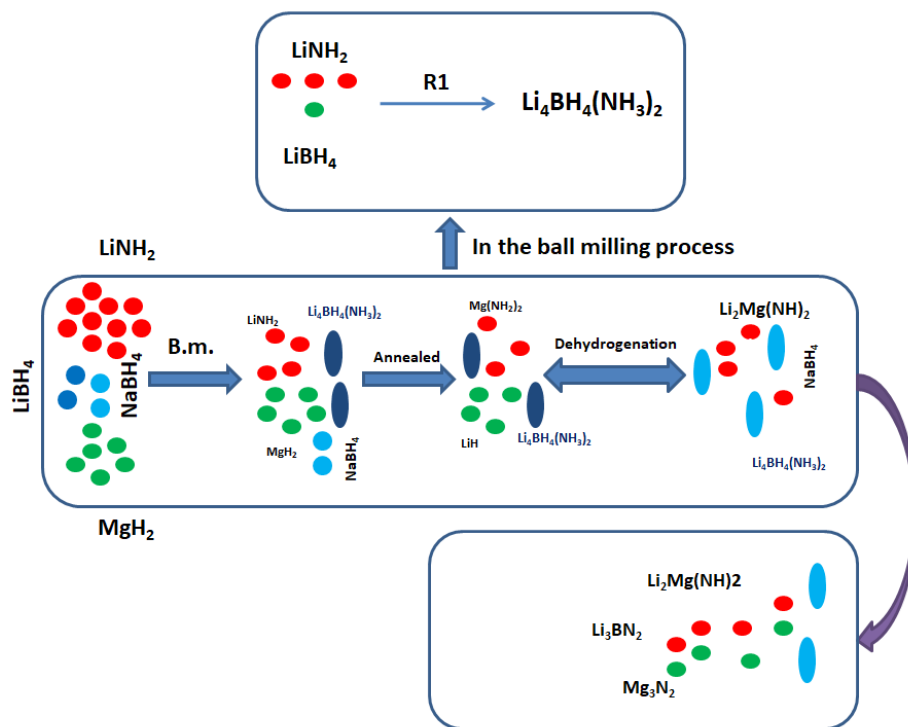 LiNH₂
R1
Li₄BH₄(NH₃)₂
LiBH₄
In the ball milling process
LiNH₂
LiBH₄
NaBH₄
MgH₂
B.m.
LiNH₂
Li₄BH₄(NH₃)₂
MgH₂
NaBH₄
Annealed
Mg(NH₂)₂
LiH
Li₄BH₄(NH₃)₂
Dehydrogenation
Li₂Mg(NH)₂
NaBH₄
Li₄BH₄(NH₃)₂
Li₂Mg(NH)2
Li₃BN₂
Mg₃N₂